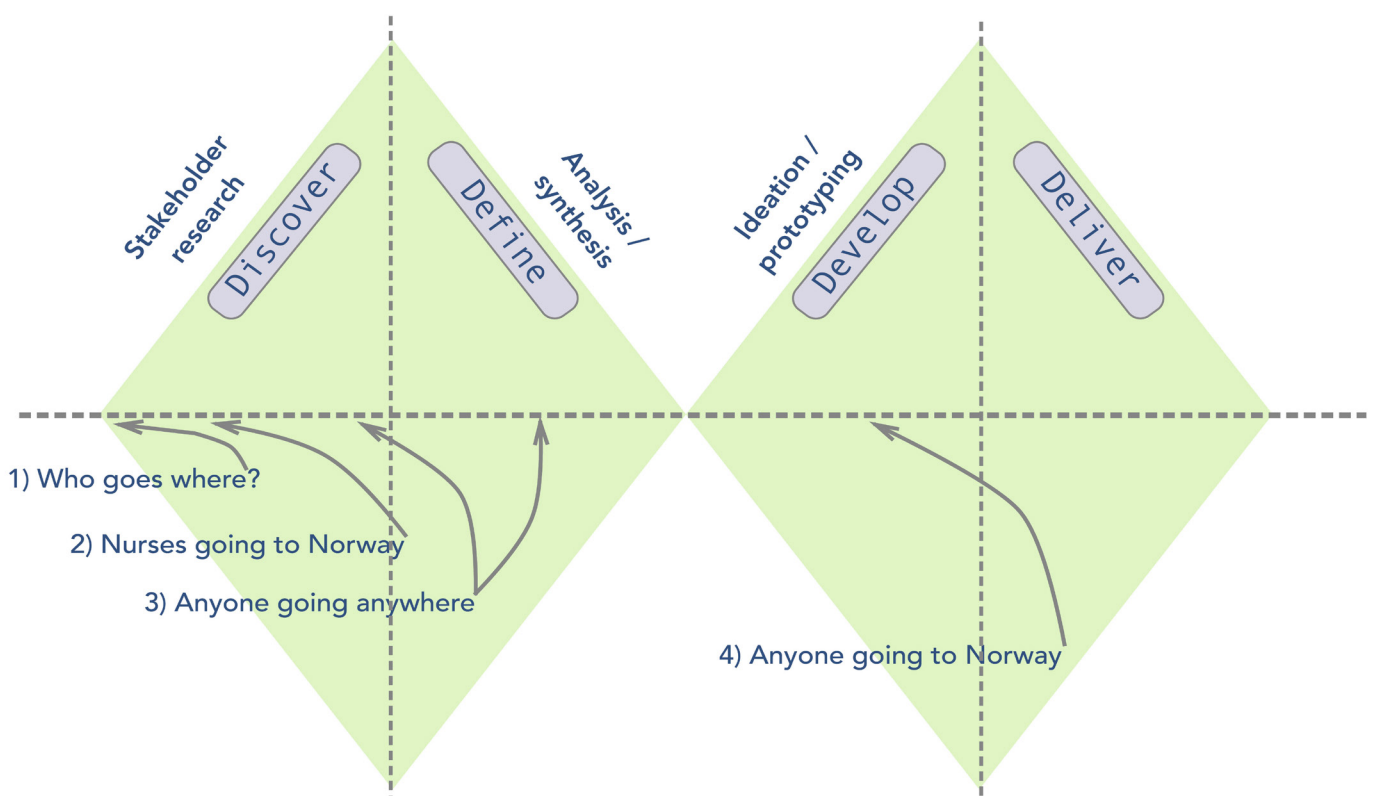 Stakeholder
research
Discover
Define
Analysis /
synthesis
Ideation /
prototyping
Develop
Deliver
1) Who goes where?
2) Nurses going to Norway
3) Anyone going anywhere
4) Anyone going to Norway